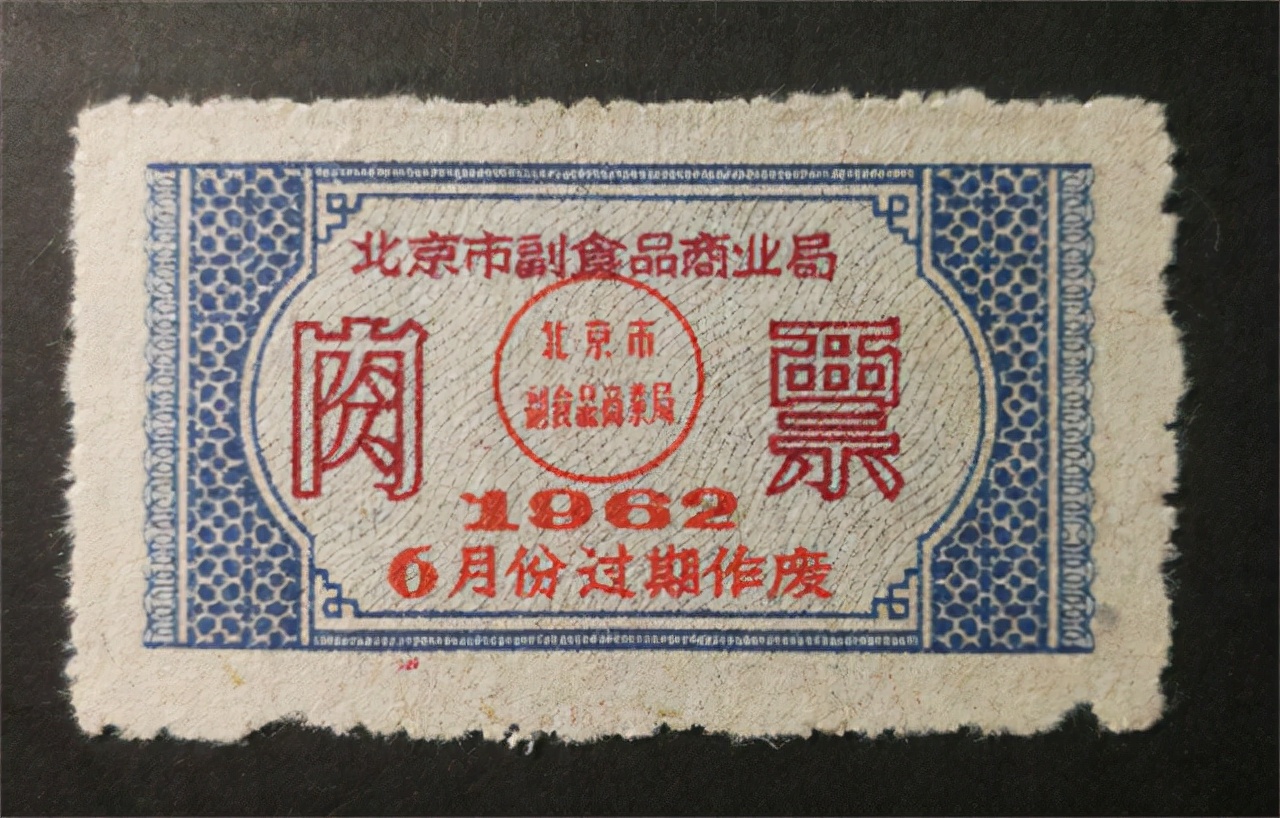 北京市副食品商业局
肉 票
北京市
副食品商業局
1962
6月份过期作废